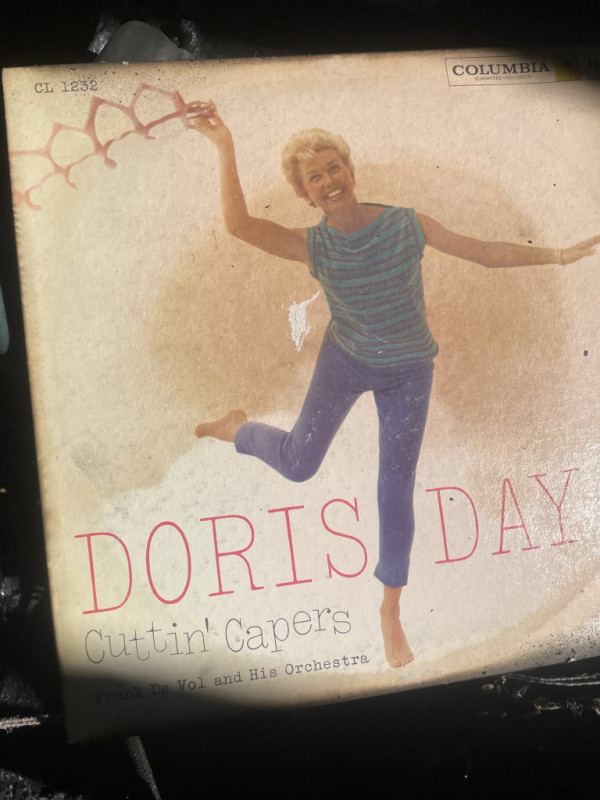 CL 1232
COLUMBIA
DORIS DAY
Cuttin' Capers
Frank De Vol and His Orchestra